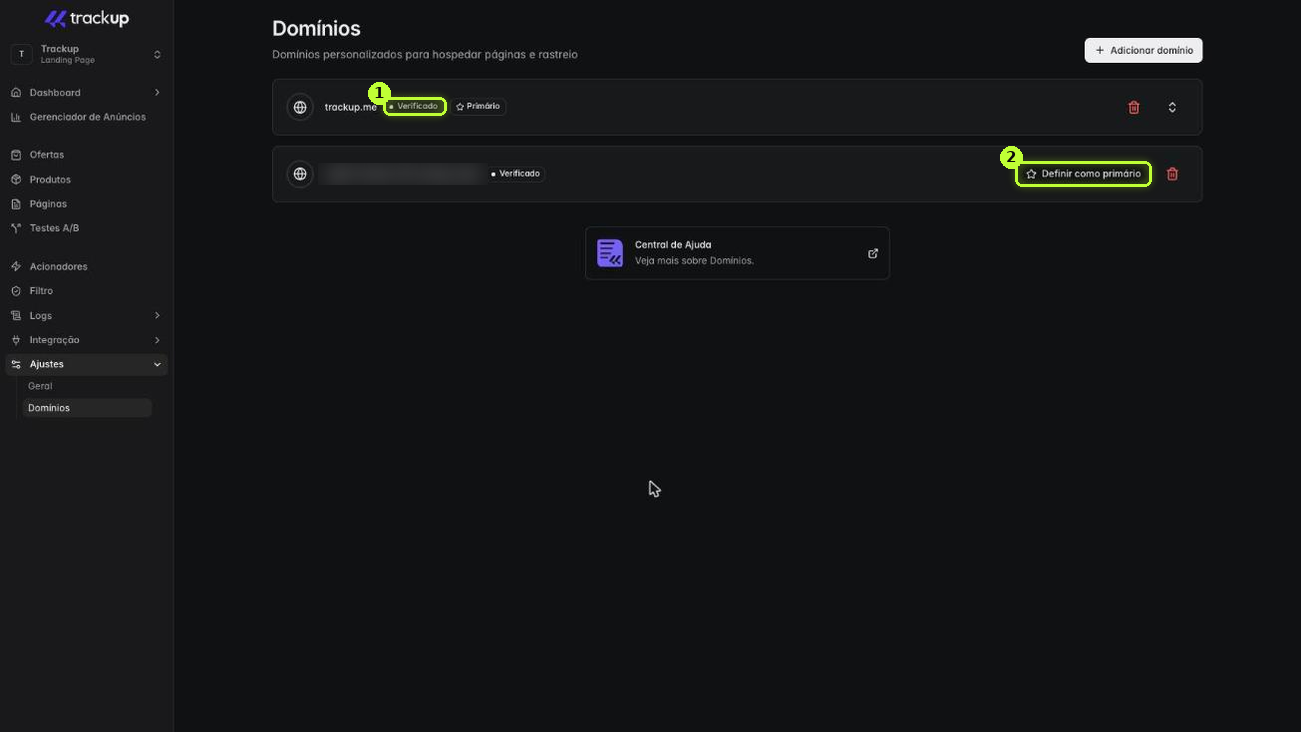 trackup
T
Trackup
Landing Page
Dashboard
Gerenciador de Anúncios
Ofertas
Produtos
Páginas
Testes A/B
Acionadores
Filtro
Logs
Integração
Ajustes
Geral
Domínios
Domínios
Domínios personalizados para hospedar páginas e rastreio
Adicionar domínio
1
trackup.me Verificado Primário
2
Verificado Definir como primário
Central de Ajuda
Veja mais sobre Domínios.